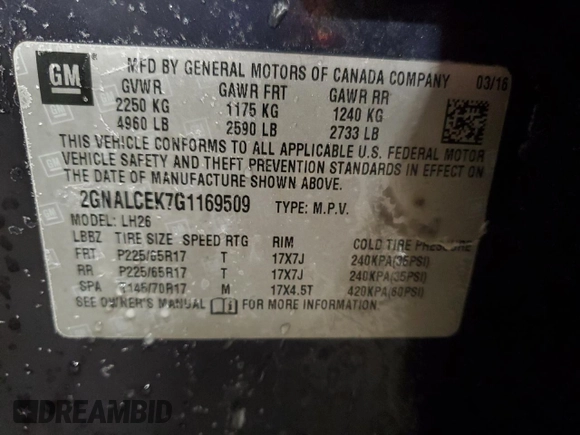 GM
MFD BY GENERAL MOTORS OF CANADA COMPANY 03/16
GVWR GAWR FRT GAWR RR
2250 KG 1175 KG 1240 KG
4960 LB 2590 LB 2733 LB
THIS VEHICLE CONFORMS TO ALL APPLICABLE U.S. FEDERAL MOTOR
VEHICLE SAFETY AND THEFT PREVENTION STANDARDS IN EFFECT ON
THE DATE OF MANUFACTURE SHOWN ABOVE.
2GNALCEK7G1169509 TYPE: M.P.V.
MODEL: LH26
LBBZ TIRE SIZE SPEED RTG RIM COLD TIRE PRESSURE
FRT P225/65R17 T 17X7J 240KPA(35PSI)
RR P225/65R17 T 17X7J 240KPA(35PSI)
SPA T145/70R17 M 17X4.5T 420KPA(60PSI)
SEE OWNER'S MANUAL FOR ADDITIONAL INFORMATION.
DREAMBID